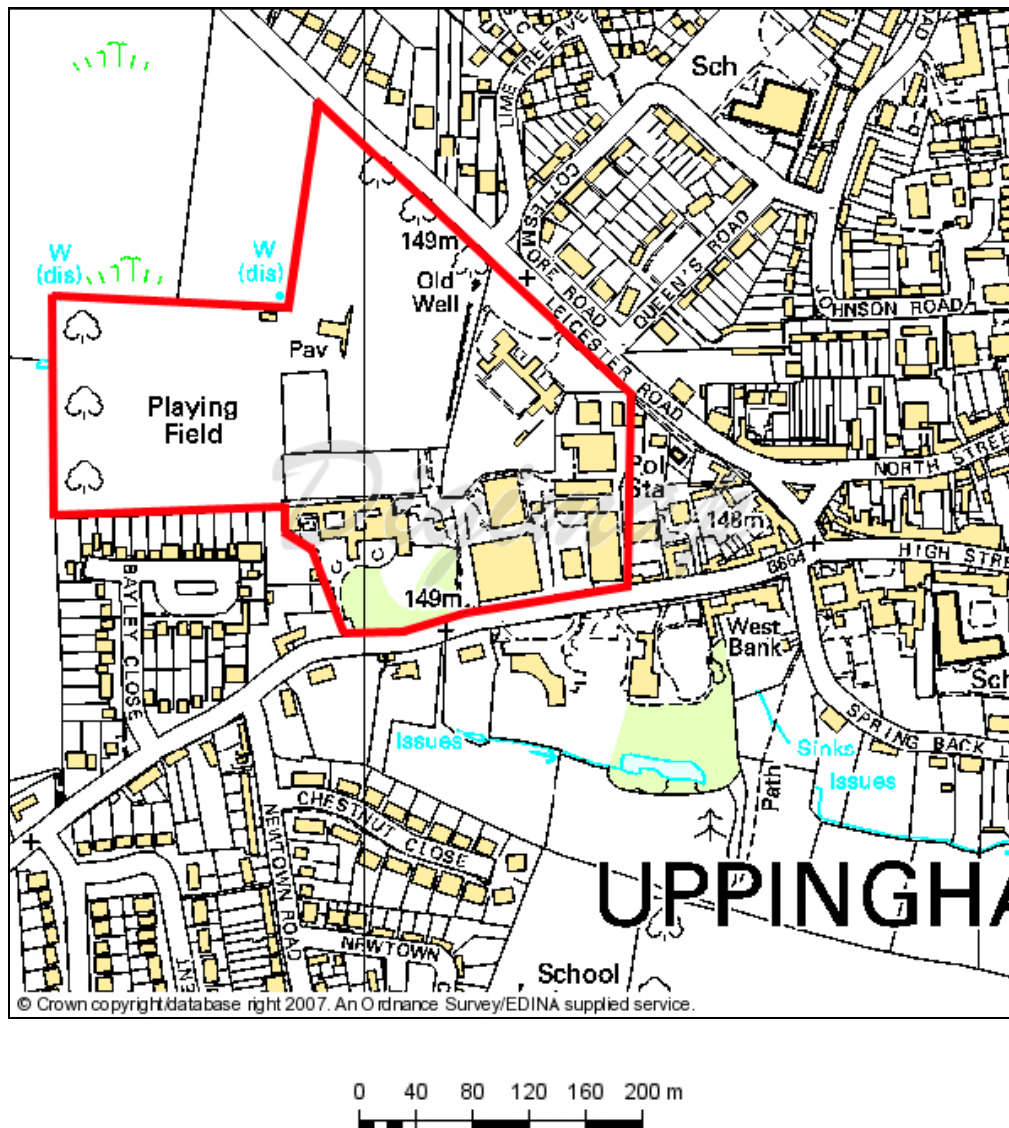 Sch
LIME TREE AVE
COTTESMORE ROAD
QUEEN'S ROAD
149m
Old
Well
W
(dis)
W
(dis)
LEICESTER ROAD
OHNSON ROAD
Pav
Playing
Field
NORTH STREE
Pol
Sta
Digimap
148m
B664
HIGH STRE
149m
BAYLEY CLOSE
West
Bank
Sch
SPRING BACK L
Issues
Sinks
Issues
Path
CHESTNUT CLOSE
NEWTOWN ROAD
UPPINGHA
NEWTOWN
School
© Crown copyright/database right 2007. An Ordnance Survey/EDINA supplied service.
0 40 80 120 160 200 m